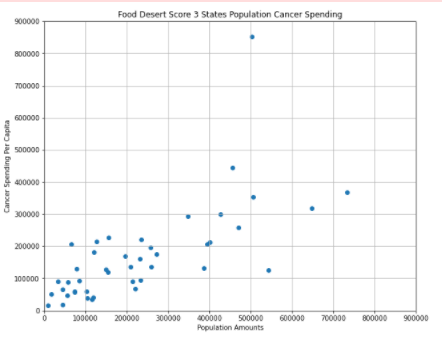 Food Desert Score 3 States Population Cancer Spending
900000
800000
700000
600000
500000
400000
300000
200000
100000
0
Cancer Spending Per Capita
0 100000 200000 300000 400000 500000 600000 700000 800000 900000
Population Amounts